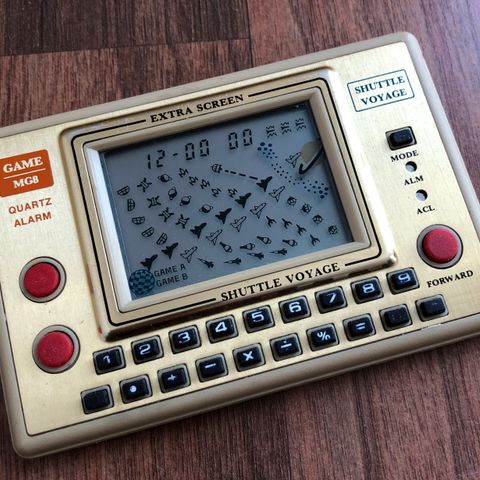 EXTRA SCREEN
SHUTTLE
VOYAGE
GAME
MG8
QUARTZ
ALARM
12-00 00
GAME A
GAME B
SHUTTLE VOYAGE
MODE
ALM
ACL
FORWARD
1 2 3 4 5 6 7 8 9
• + − × ÷ % =